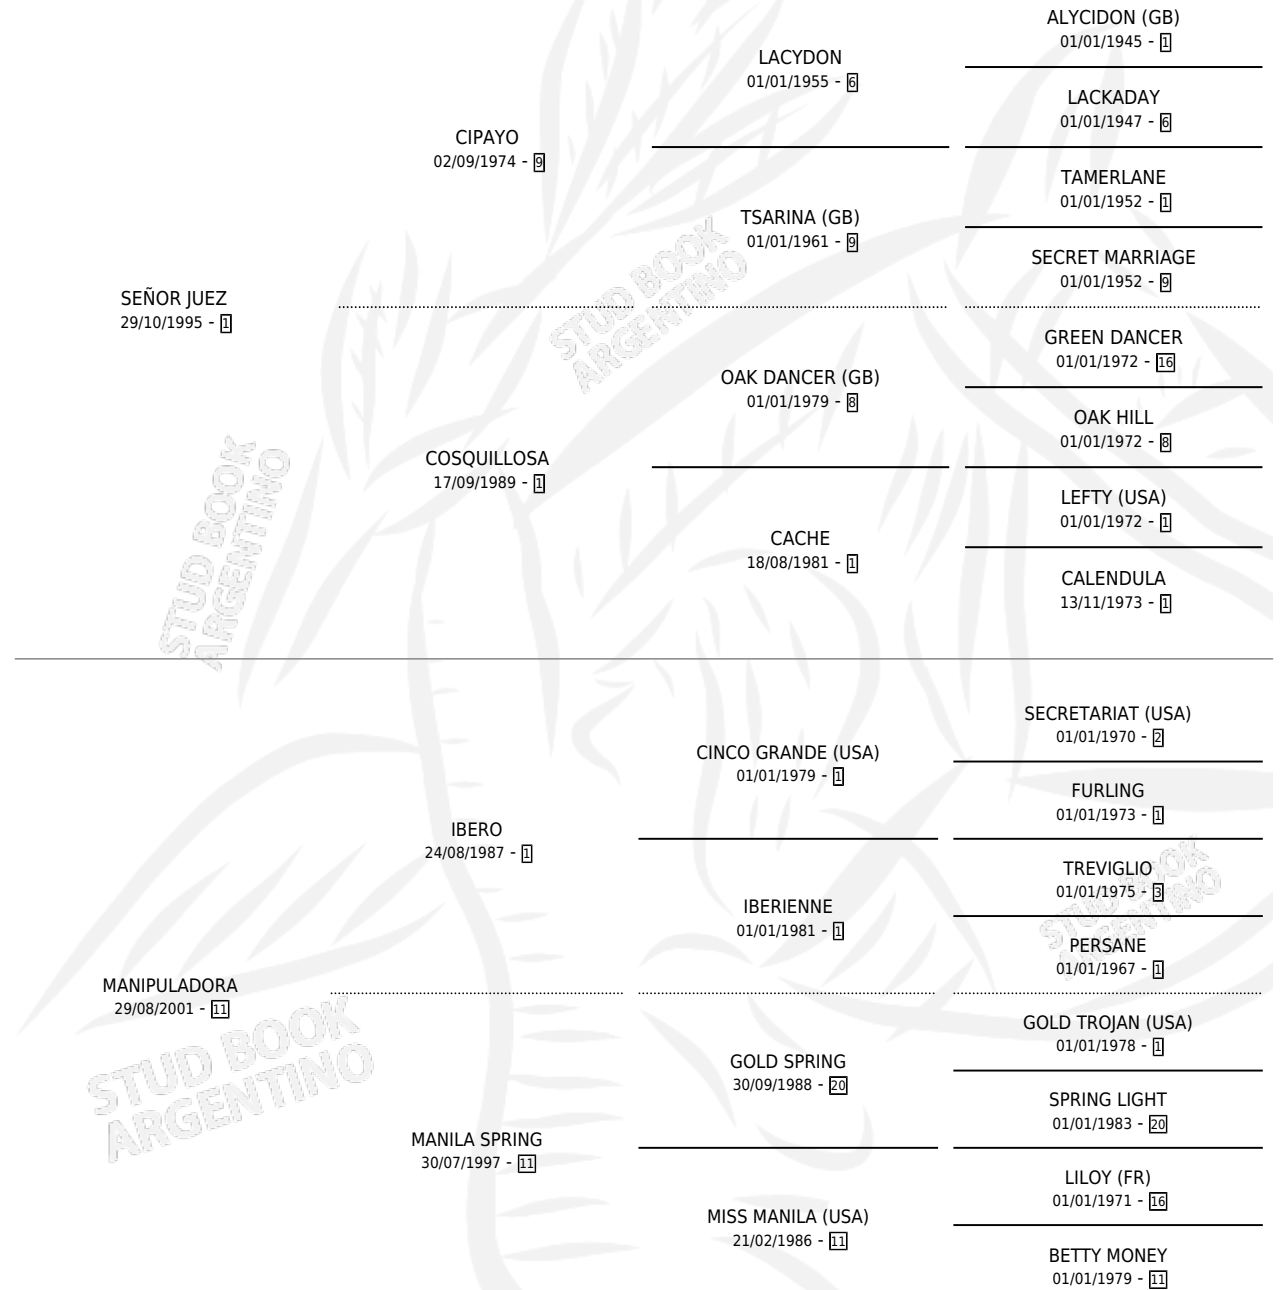 ALYCIDON (GB)
01/01/1945 - 1
LACYDON
01/01/1955 - 6
LACKADAY
01/01/1947 - 6
CIPAYO
02/09/1974 - 9
TAMERLANE
01/01/1952 - 1
TSARINA (GB)
01/01/1961 - 9
SECRET MARRIAGE
01/01/1952 - 9
SEÑOR JUEZ
29/10/1995 - 1
GREEN DANCER
01/01/1972 - 16
OAK DANCER (GB)
01/01/1979 - 8
OAK HILL
01/01/1972 - 8
COSQUILLOSA
17/09/1989 - 1
LEFTY (USA)
01/01/1972 - 1
CACHE
18/08/1981 - 1
CALENDULA
13/11/1973 - 1
STUD BOOK
ARGENTINO
STUD BOOK
ARGENTINO
SECRETARIAT (USA)
01/01/1970 - 2
CINCO GRANDE (USA)
01/01/1979 - 1
FURLING
01/01/1973 - 1
IBERO
24/08/1987 - 1
TREVIGLIO
01/01/1975 - 3
IBERIENNE
01/01/1981 - 1
PERSANE
01/01/1967 - 1
MANIPULADORA
29/08/2001 - 11
GOLD TROJAN (USA)
01/01/1978 - 1
GOLD SPRING
30/09/1988 - 20
SPRING LIGHT
01/01/1983 - 20
MANILA SPRING
30/07/1997 - 11
LILOY (FR)
01/01/1971 - 16
MISS MANILA (USA)
21/02/1986 - 11
BETTY MONEY
01/01/1979 - 11
STUD BOOK
ARGENTINO
STUD BOOK
ARGENTINO